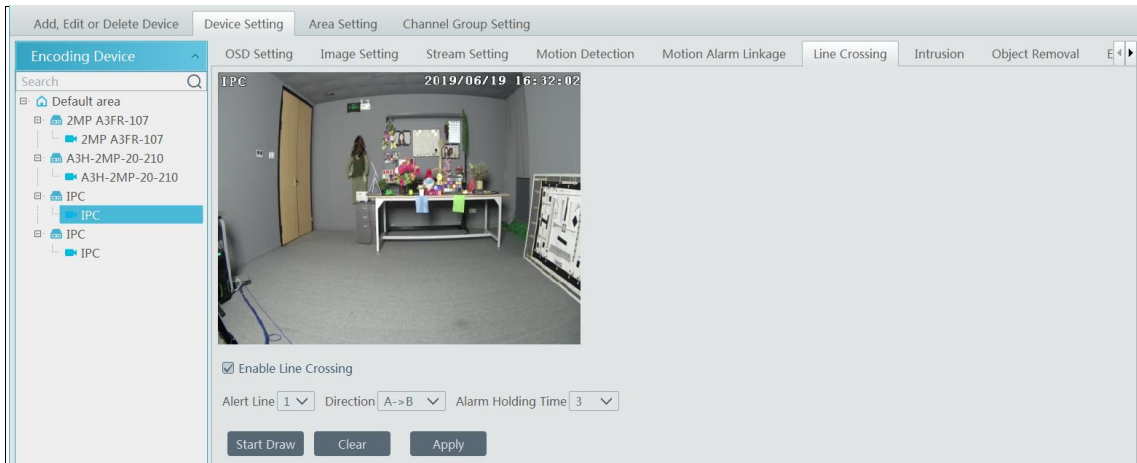 Add, Edit or Delete Device Device Setting Area Setting Channel Group Setting
Encoding Device
Search
Default area
2MP A3FR-107
2MP A3FR-107
A3H-2MP-20-210
A3H-2MP-20-210
IPC
IPC
IPC
IPC
OSD Setting Image Setting Stream Setting Motion Detection Motion Alarm Linkage Line Crossing Intrusion Object Removal E
IPC 2019/06/19 16:32:02
Enable Line Crossing
Alert Line 1 Direction A->B Alarm Holding Time 3
Start Draw Clear Apply